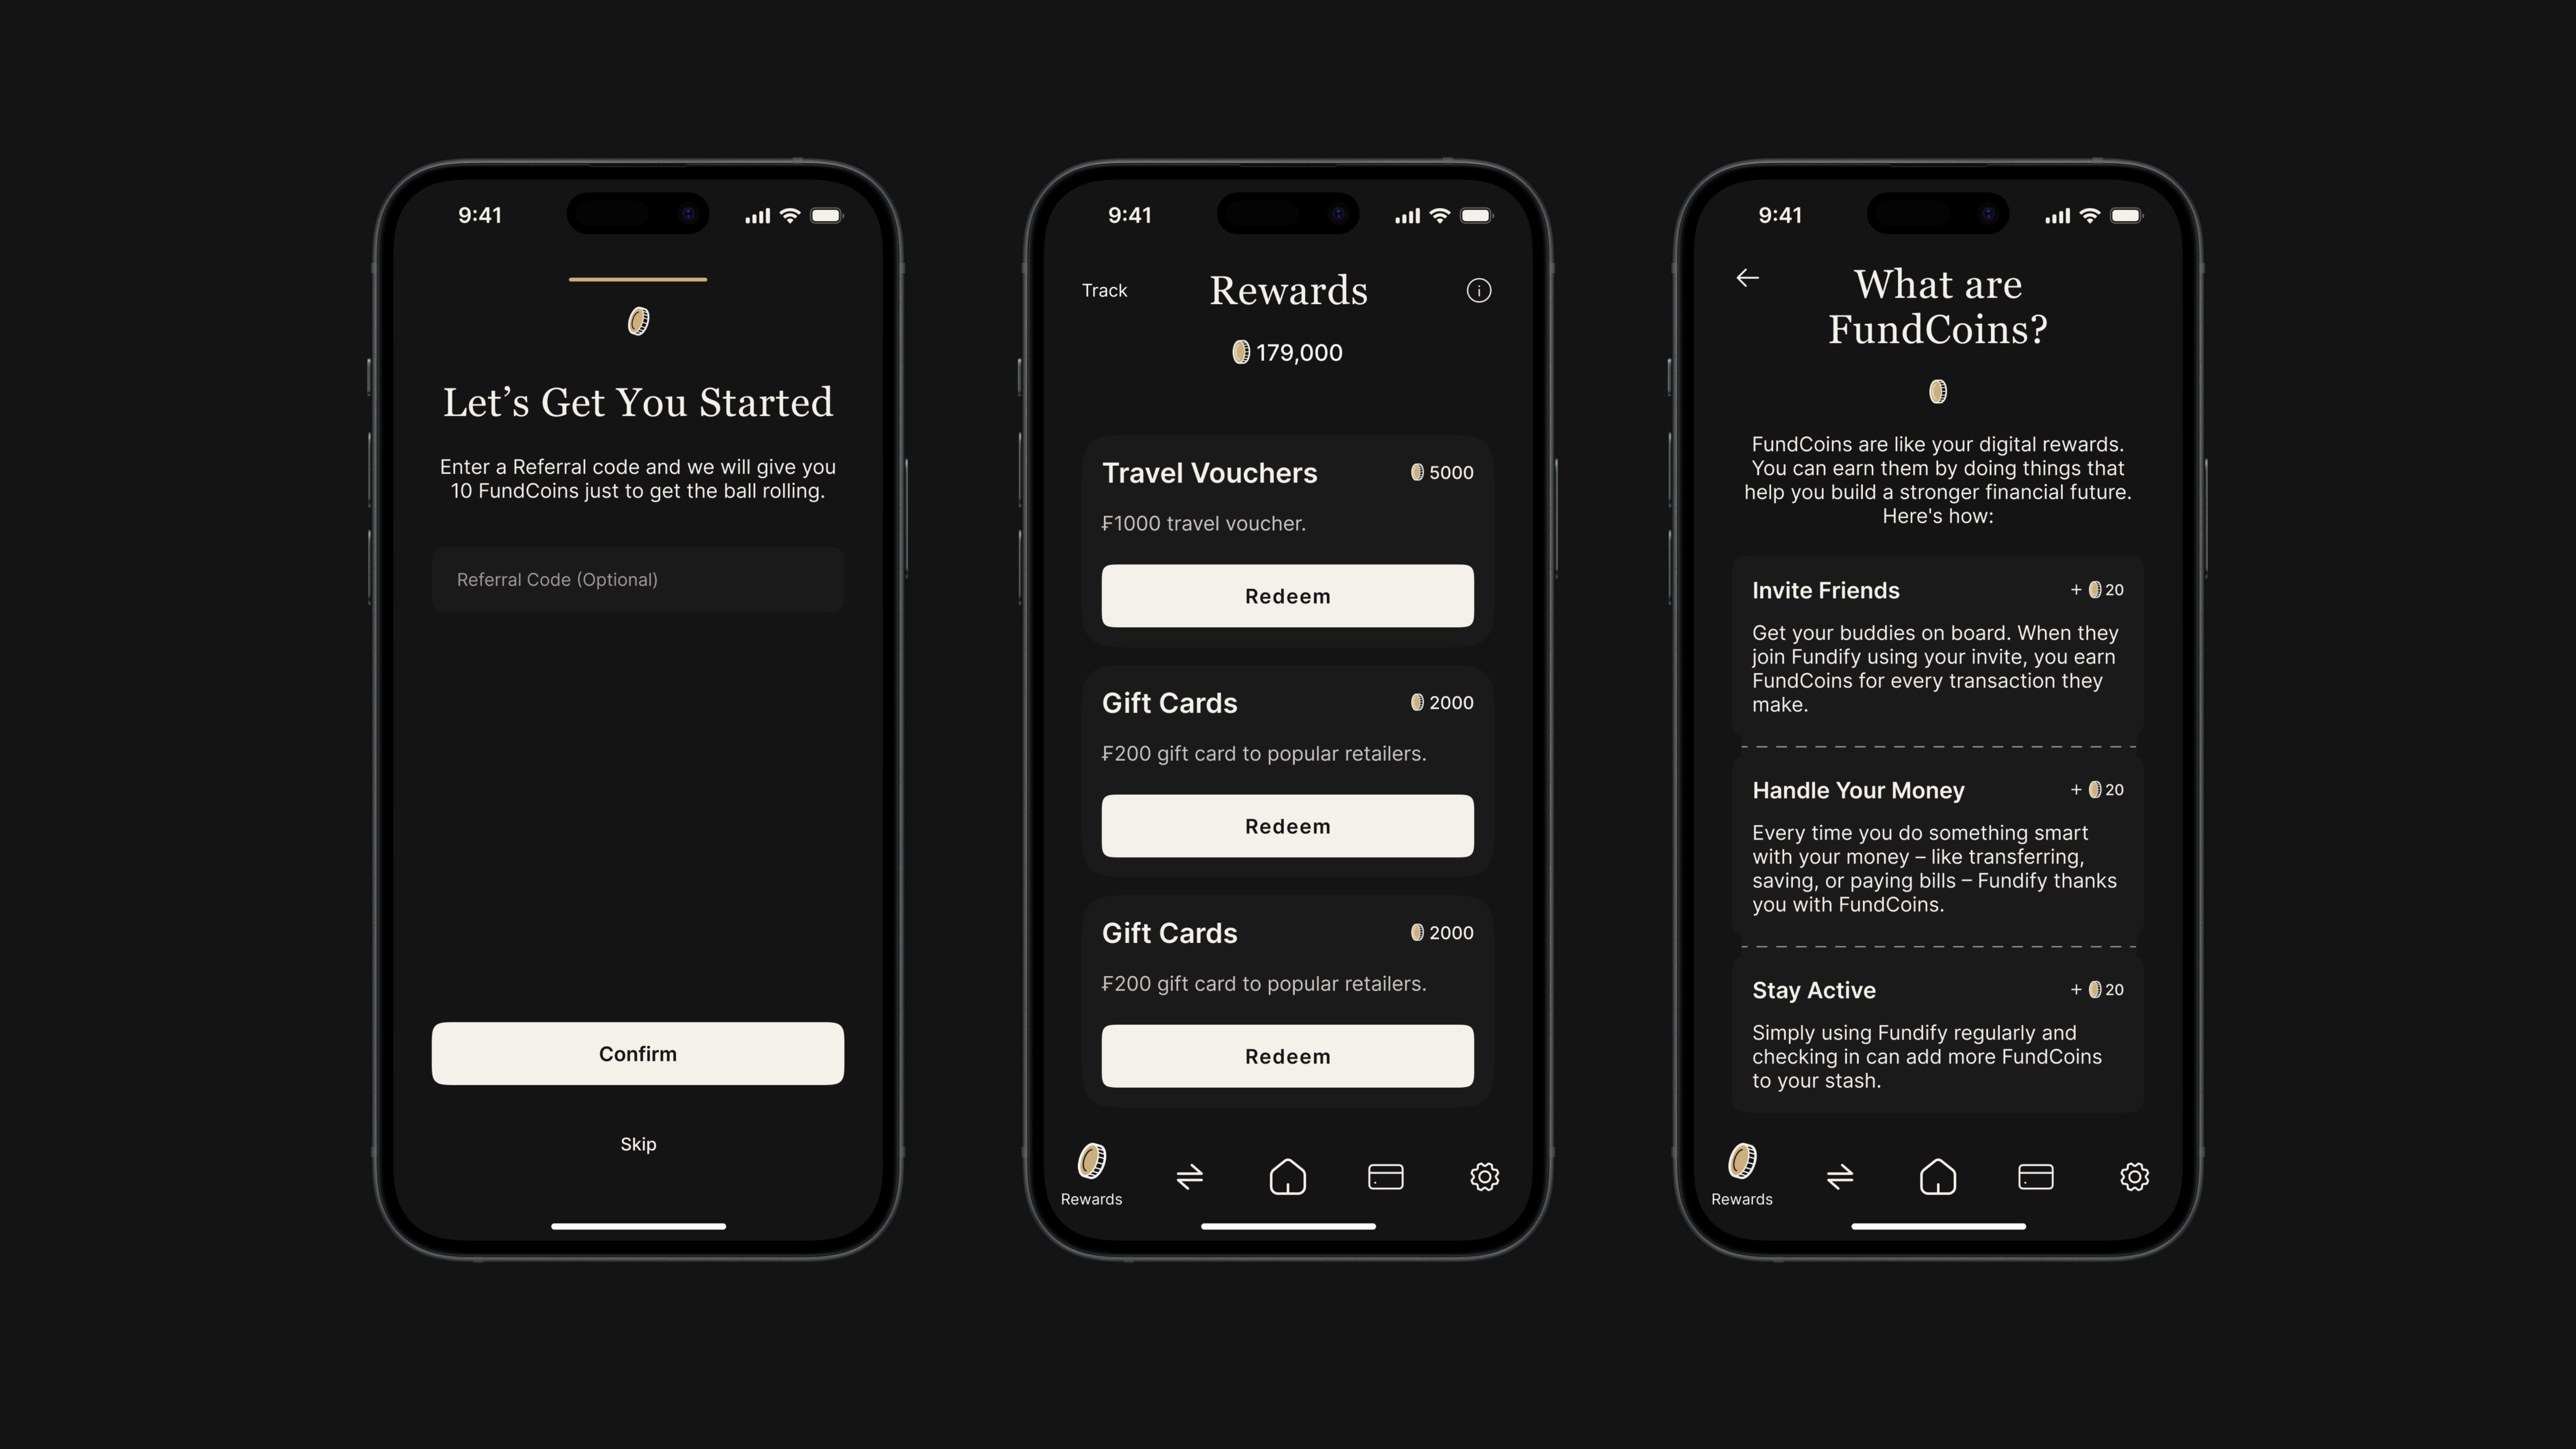 9:41
Let’s Get You Started
Enter a Referral code and we will give you
10 FundCoins just to get the ball rolling.
Referral Code (Optional)
Confirm
Skip
9:41
Track
Rewards
179,000
Travel Vouchers
5000
₣1000 travel voucher.
Redeem
Gift Cards
2000
₣200 gift card to popular retailers.
Redeem
Gift Cards
2000
₣200 gift card to popular retailers.
Redeem
Rewards
9:41
What are
FundCoins?
FundCoins are like your digital rewards.
You can earn them by doing things that
help you build a stronger financial future.
Here's how:
Invite Friends
+ 20
Get your buddies on board. When they
join Fundify using your invite, you earn
FundCoins for every transaction they
make.
Handle Your Money
+ 20
Every time you do something smart
with your money – like transferring,
saving, or paying bills – Fundify thanks
you with FundCoins.
Stay Active
+ 20
Simply using Fundify regularly and
checking in can add more FundCoins
to your stash.
Rewards